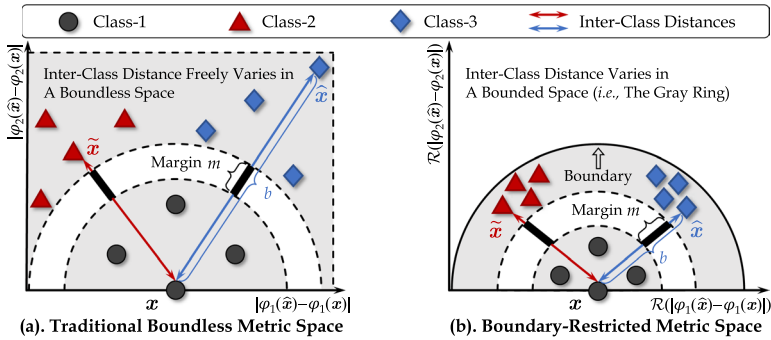 Class-1 Class-2 Class-3 Inter-Class Distances
|φ₂(x̂)−φ₂(x)|
Inter-Class Distance Freely Varies in
A Boundless Space
x̂
x̃
Margin m
b
x
|φ₁(x̂)−φ₁(x)|
(a). Traditional Boundless Metric Space
ℛ(|φ₂(x̂)−φ₂(x)|)
Inter-Class Distance Varies in
A Bounded Space (i.e., The Gray Ring)
Boundary
Margin m
x̃
x̂
b
x
ℛ(|φ₁(x̂)−φ₁(x)|)
(b). Boundary-Restricted Metric Space